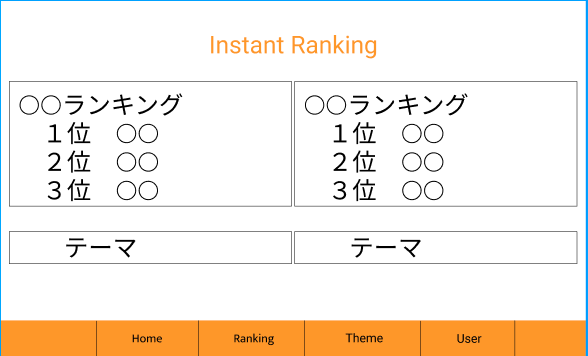 Instant Ranking
○○ランキング
１位　○○
２位　○○
３位　○○
○○ランキング
１位　○○
２位　○○
３位　○○
テーマ
テーマ
Home
Ranking
Theme
User